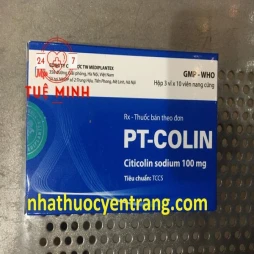 24 7
GMP - WHO
Hộp 3 vỉ x 10 viên nang cứng
TUỆ MINH
Rx - Thuốc bán theo đơn
PT-COLIN
Citicolin sodium 100 mg
Tiêu chuẩn: TCCS
nhathuocyentrang.com